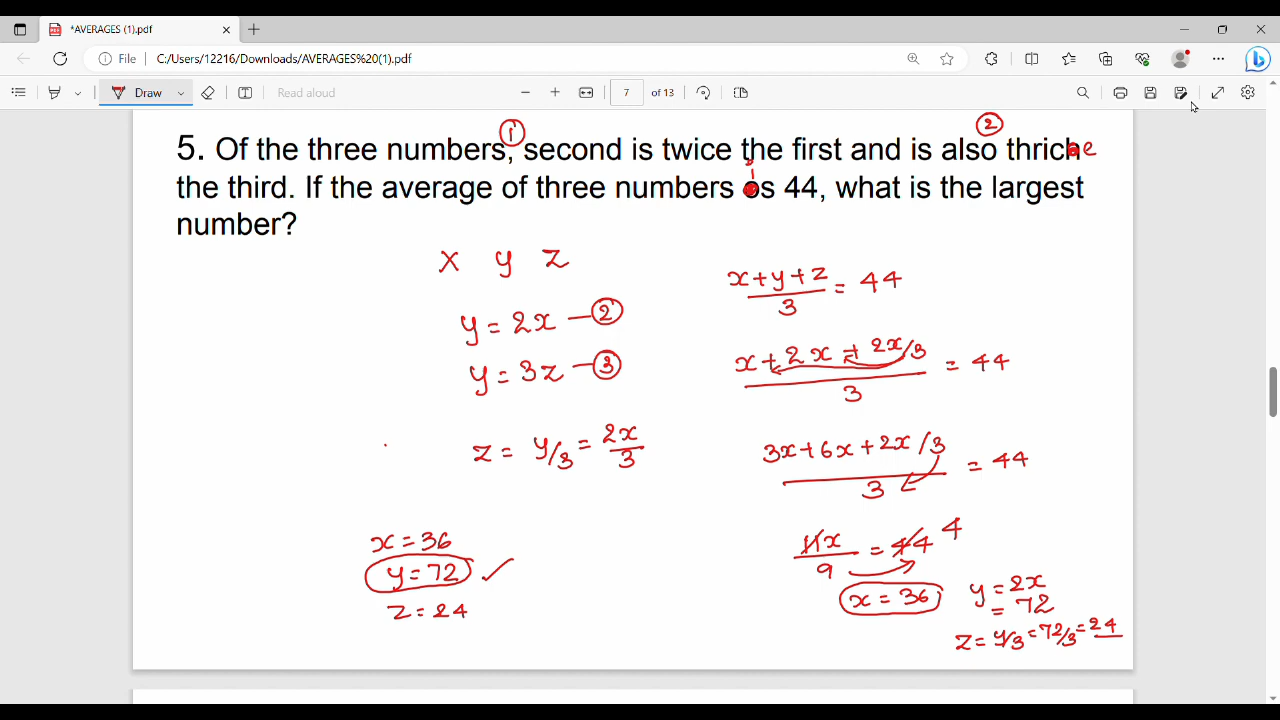 *AVERAGES (1).pdf
File C:/Users/12216/Downloads/AVERAGES%20(1).pdf
Draw Read aloud 7 of 13
① ②
5. Of the three numbers, second is twice the first and is also thrice
the third. If the average of three numbers is 44, what is the largest
number?
x y z
y = 2x — ②
y = 3z — ③
z = y/3 = 2x/3
x = 36
y = 72 ✓
z = 24
x+y+z/3 = 44
x+2x+2x/3/3 = 44
3x+6x+2x/3/3 = 44
11x/9 = 44 4
x = 36
y = 2x
= 72
z = y/3 = 72/3 = 24